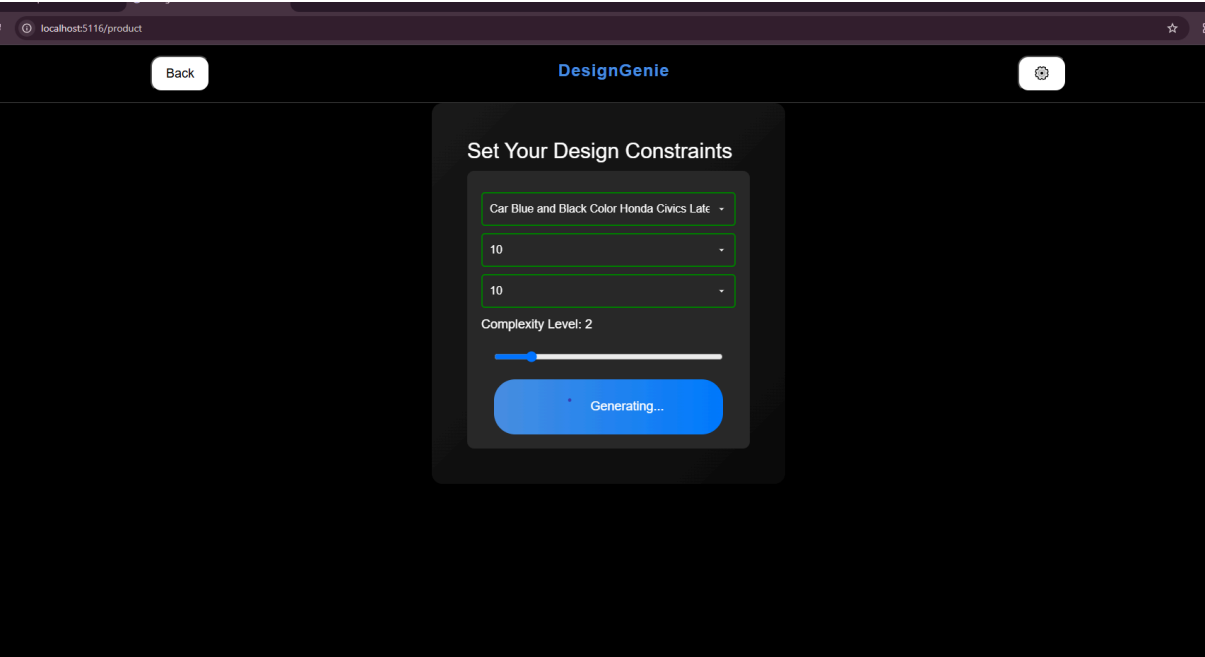 localhost:5116/product
Back
DesignGenie
Set Your Design Constraints
Car Blue and Black Color Honda Civics Late
10
10
Complexity Level: 2
Generating...